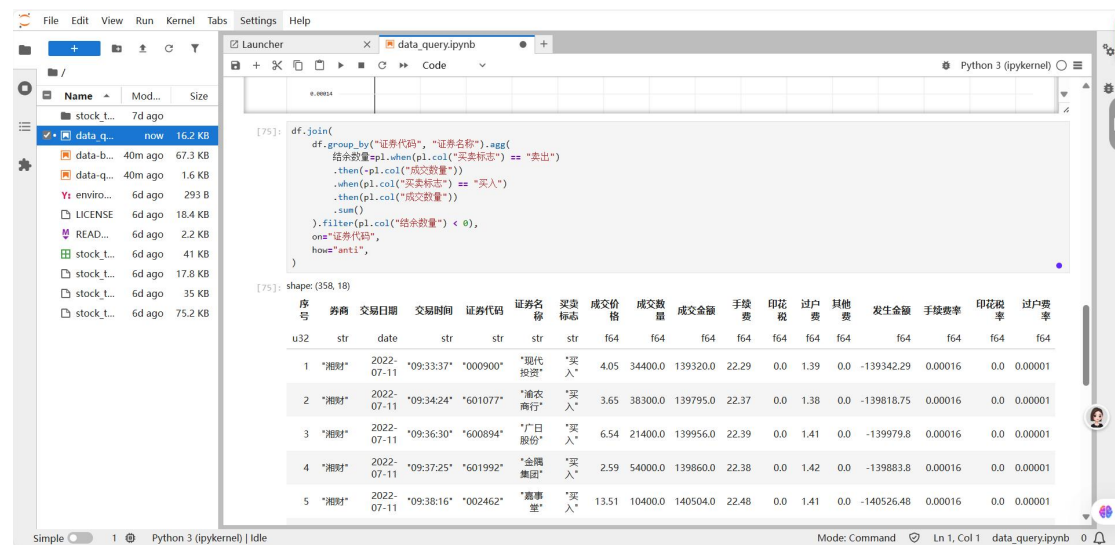 File Edit View Run Kernel Tabs Settings Help
Launcher
data_query.ipynb
Code
Python 3 (ipykernel)
/
Name Mod... Size
stock_t... 7d ago
data_q... now 16.2 KB
data-b... 40m ago 67.3 KB
data-q... 40m ago 1.6 KB
Y: enviro... 6d ago 293 B
LICENSE 6d ago 18.4 KB
READ... 6d ago 2.2 KB
stock_t... 6d ago 41 KB
stock_t... 6d ago 17.8 KB
stock_t... 6d ago 35 KB
stock_t... 6d ago 75.2 KB
0.00014
[75]: df.join(
df.group_by("证券代码", "证券名称").agg(
结余数量=pl.when(pl.col("买卖标志") == "卖出")
.then(-pl.col("成交数量"))
.when(pl.col("买卖标志") == "买入")
.then(pl.col("成交数量"))
.sum()
).filter(pl.col("结余数量") < 0),
on="证券代码",
how="anti",
)
[75]: shape: (358, 18)
序号 券商 交易日期 交易时间 证券代码 证券名称 买卖标志 成交价格 成交数量 成交金额 手续费 印花税 过户费 其他费 发生金额 手续费率 印花税率 过户费率
u32 str date str str str str f64 f64 f64 f64 f64 f64 f64 f64 f64 f64 f64
1 "湘财" 2022-07-11 "09:33:37" "000900" "现代投资" "买入" 4.05 34400.0 139320.0 22.29 0.0 1.39 0.0 -139342.29 0.00016 0.0 0.00001
2 "湘财" 2022-07-11 "09:34:24" "601077" "渝农商行" "买入" 3.65 38300.0 139795.0 22.37 0.0 1.38 0.0 -139818.75 0.00016 0.0 0.00001
3 "湘财" 2022-07-11 "09:36:30" "600894" "广日股份" "买入" 6.54 21400.0 139956.0 22.39 0.0 1.41 0.0 -139979.8 0.00016 0.0 0.00001
4 "湘财" 2022-07-11 "09:37:25" "601992" "金隅集团" "买入" 2.59 54000.0 139860.0 22.38 0.0 1.42 0.0 -139883.8 0.00016 0.0 0.00001
5 "湘财" 2022-07-11 "09:38:16" "002462" "嘉事堂" "买入" 13.51 10400.0 140504.0 22.48 0.0 1.41 0.0 -140526.48 0.00016 0.0 0.00001
Simple 1 Python 3 (ipykernel) | Idle Mode: Command Ln 1, Col 1 data_query.ipynb 0